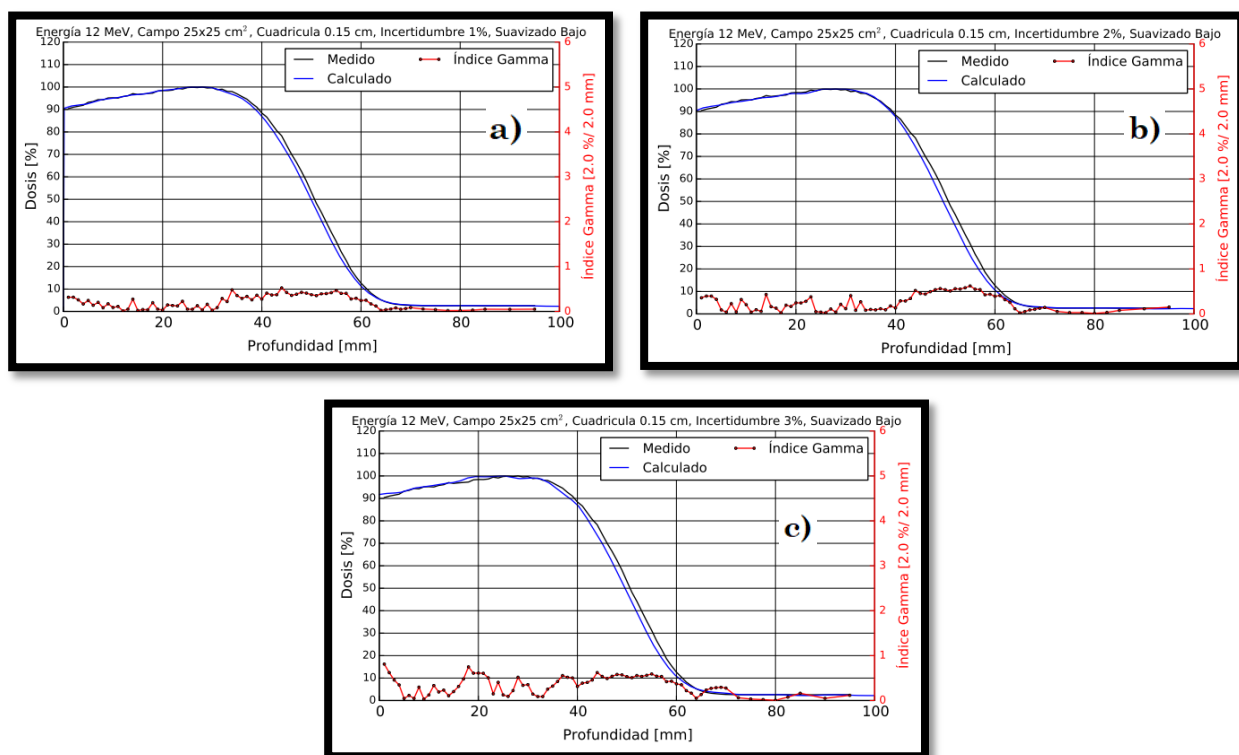 Energía 12 MeV, Campo 25x25 cm², Cuadricula 0.15 cm, Incertidumbre 1%, Suavizado Bajo
Medido
Calculado
Índice Gamma
a)
Dosis [%]
120
110
100
90
80
70
60
50
40
30
20
10
0
0 20 40 60 80 100
Profundidad [mm]
6
5
4
3
2
1
0
Índice Gamma [2.0 %/ 2.0 mm]
Energía 12 MeV, Campo 25x25 cm², Cuadricula 0.15 cm, Incertidumbre 2%, Suavizado Bajo
Medido
Calculado
Índice Gamma
b)
Dosis [%]
120
110
100
90
80
70
60
50
40
30
20
10
0
0 20 40 60 80 100
Profundidad [mm]
6
5
4
3
2
1
0
Índice Gamma [2.0 %/ 2.0 mm]
Energía 12 MeV, Campo 25x25 cm², Cuadricula 0.15 cm, Incertidumbre 3%, Suavizado Bajo
Medido
Calculado
Índice Gamma
c)
Dosis [%]
120
110
100
90
80
70
60
50
40
30
20
10
0
0 20 40 60 80 100
Profundidad [mm]
6
5
4
3
2
1
0
Índice Gamma [2.0 %/ 2.0 mm]